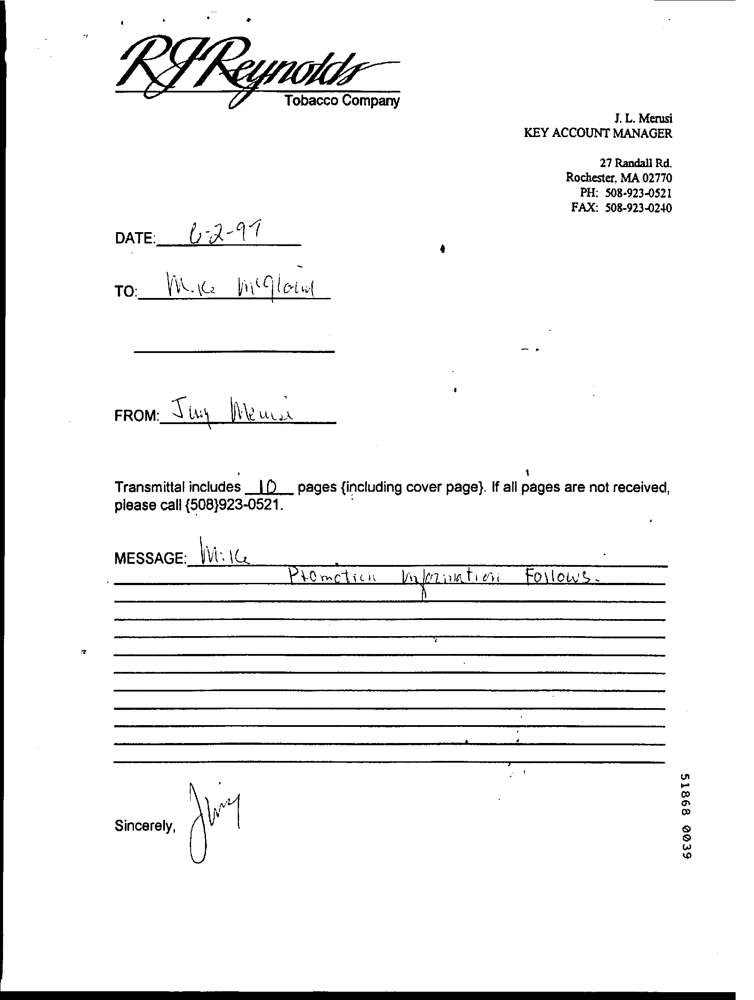 RJReynolds
Tobacco Company
J. L. Merusi
KEY ACCOUNT MANAGER
27 Randall Rd.
Rochester, MA 02770
PH: 508-923-0521
FAX: 508-923-0240
DATE: 6-2-97
TO: Mike McGloin
FROM: Jerry Merusi
Transmittal includes 10 pages {including cover page}. If all pages are not received,
please call {508}923-0521.
MESSAGE: Mike
Promotion Information Follows.
Sincerely, Jerry
51868 0039